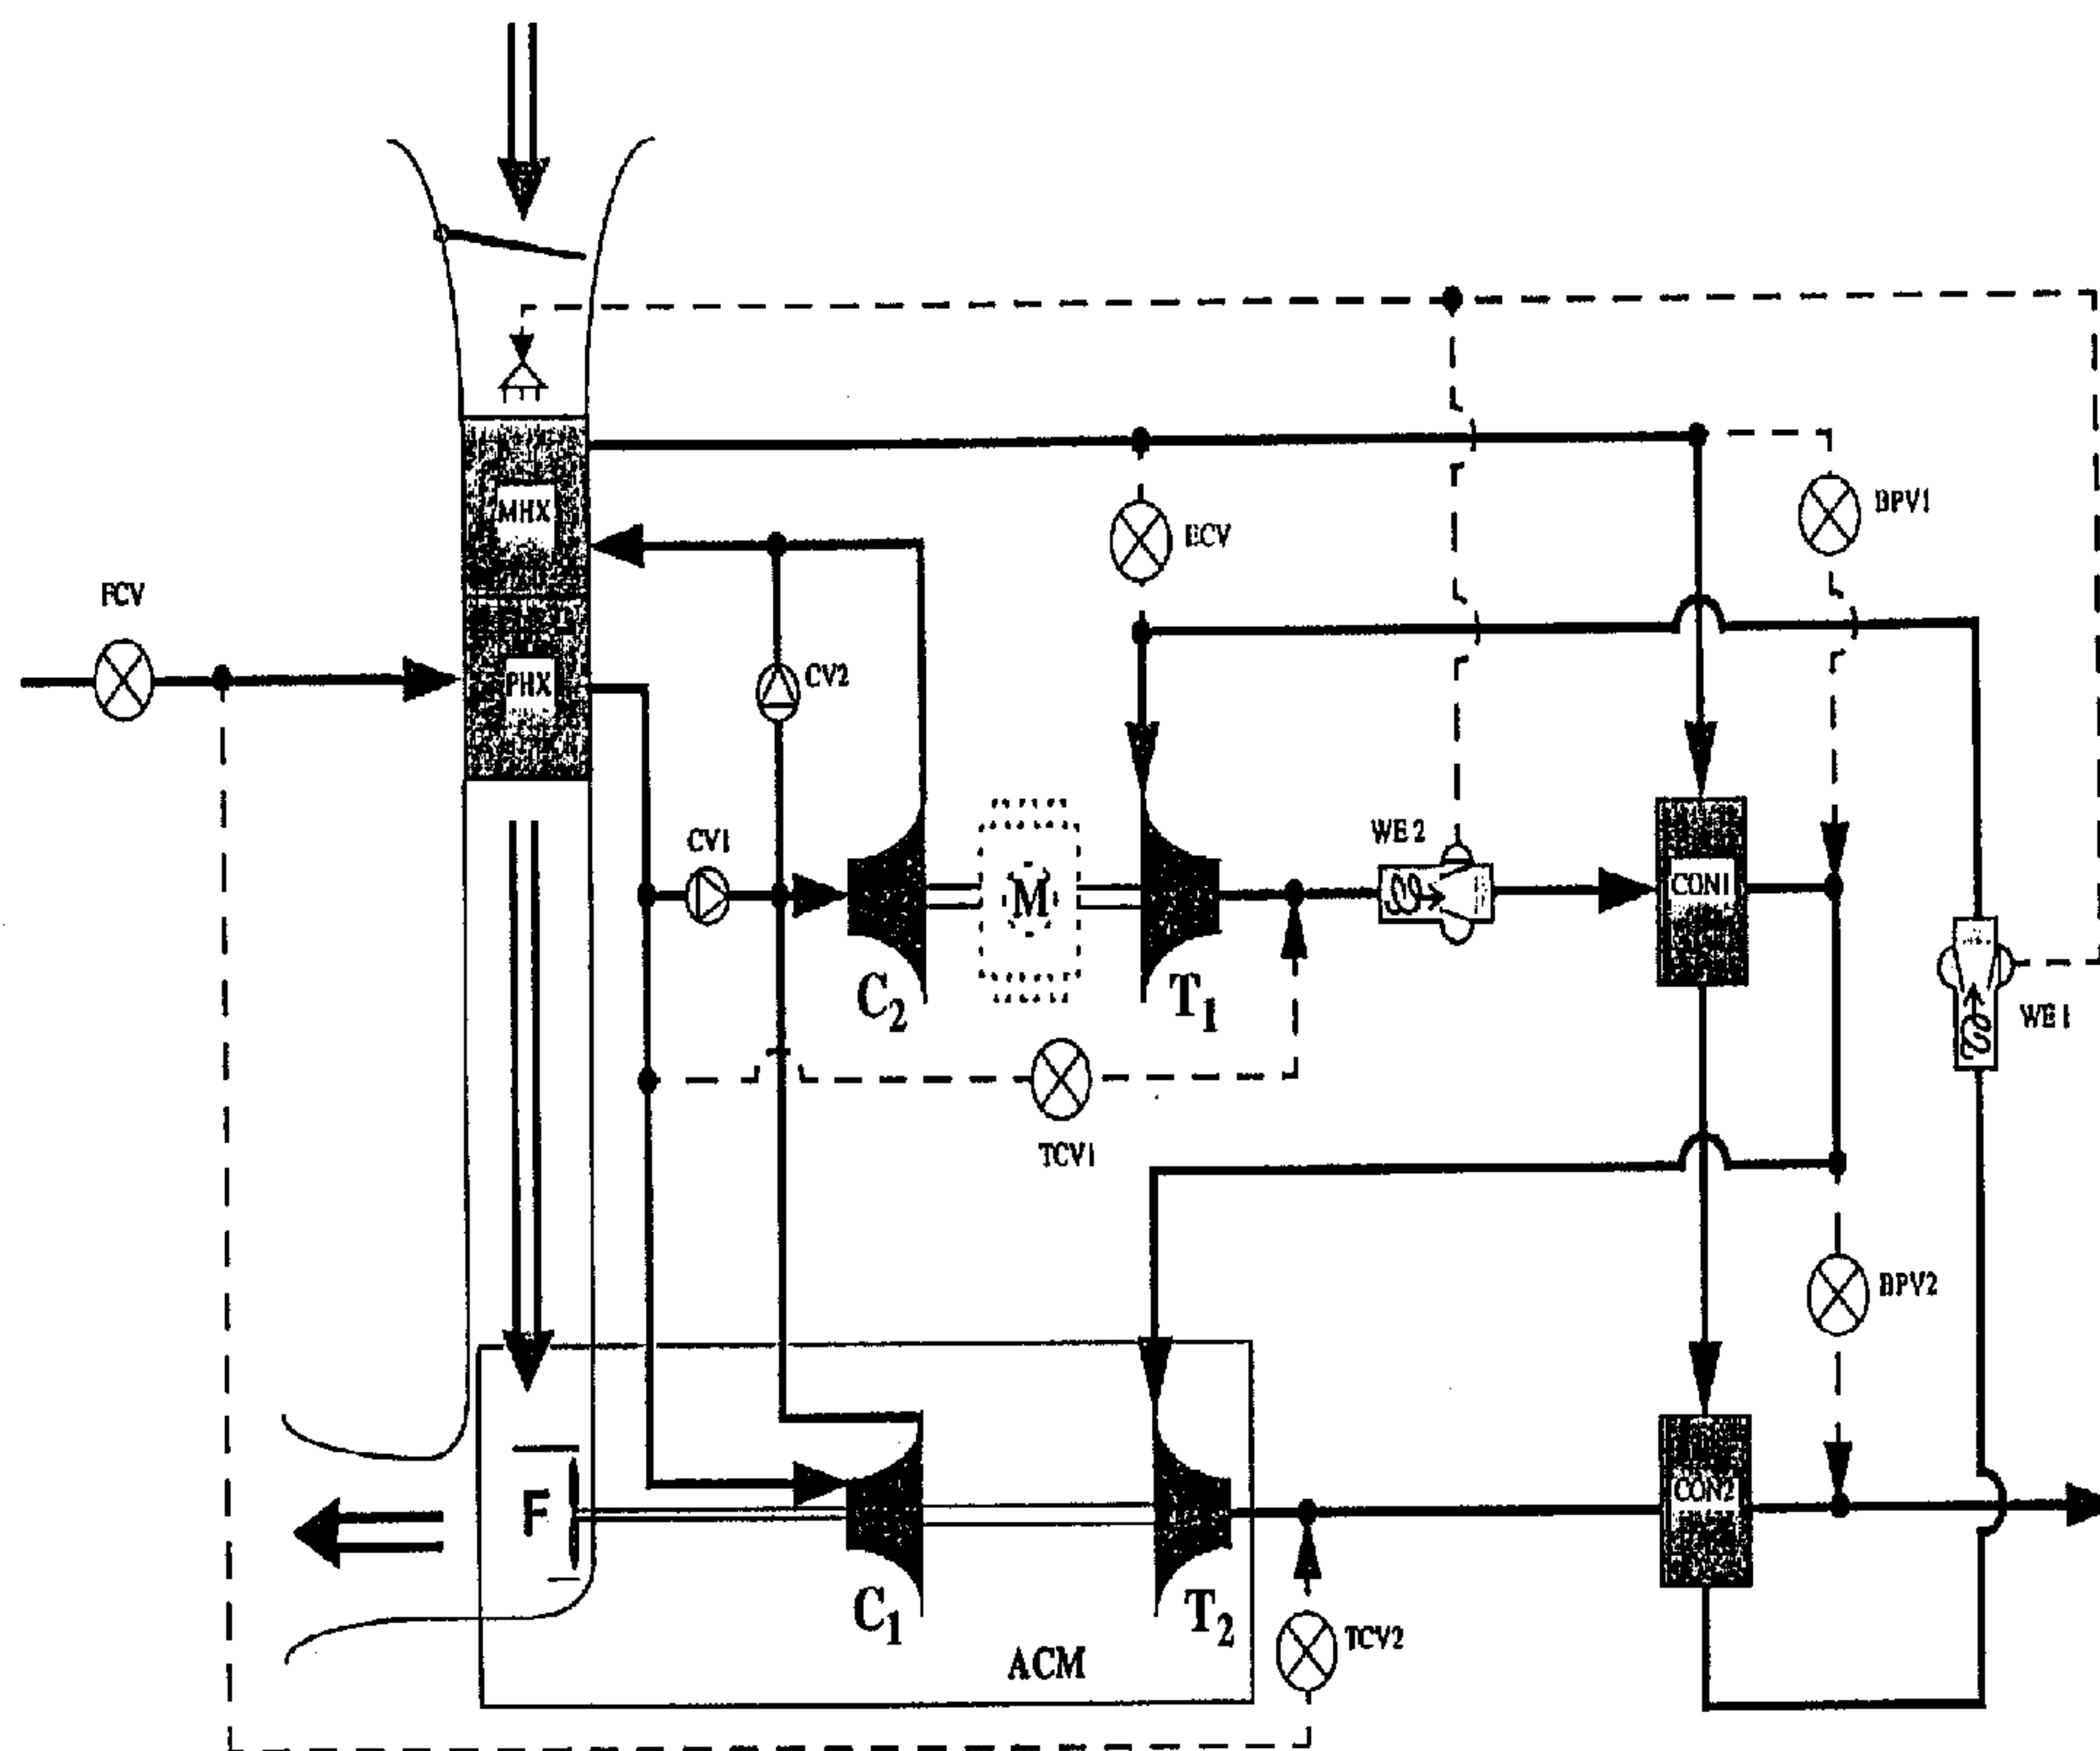 MHX
BPV1
ECV
FCV
PHX
CV2
CV1
WE 2
M
CON1
C2
T1
WE 1
TCV1
BPV2
CON2
F
C1
T2
TCV2
ACM